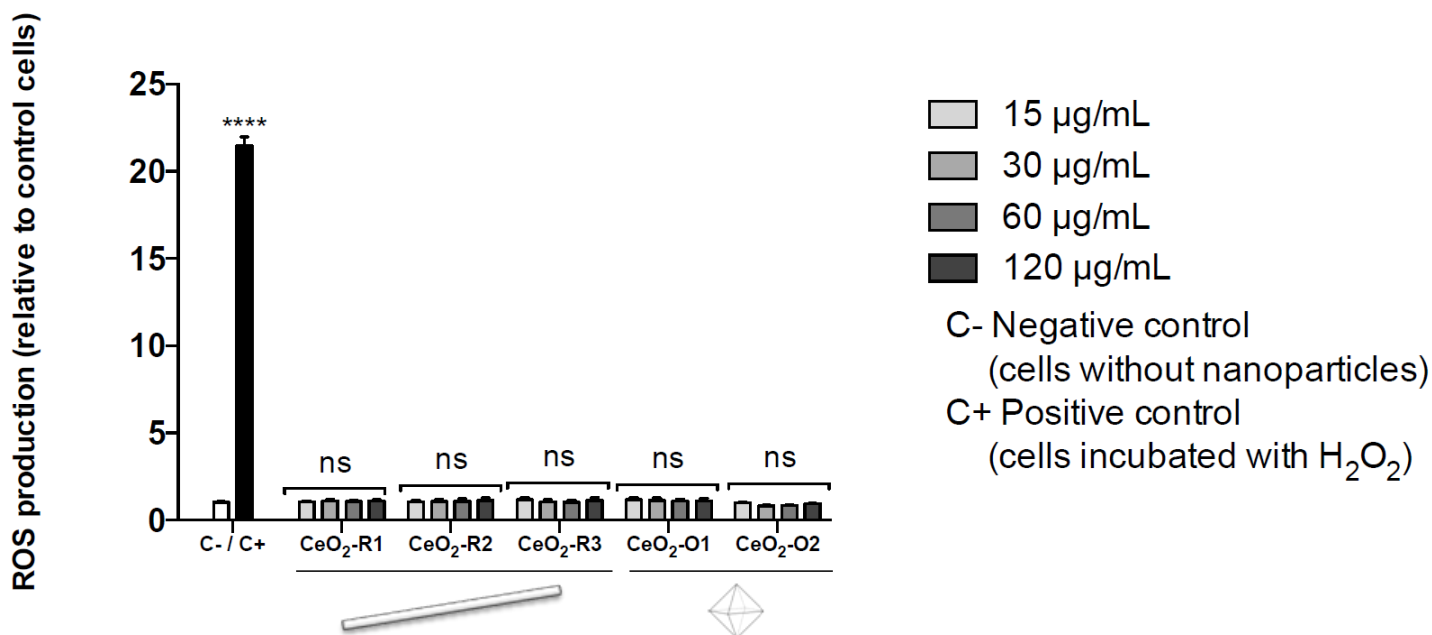 ROS production (relative to control cells)
25
20
15
10
5
0
****
ns
ns
ns
ns
ns
C- / C+
CeO₂-R1
CeO₂-R2
CeO₂-R3
CeO₂-O1
CeO₂-O2
15 µg/mL
30 µg/mL
60 µg/mL
120 µg/mL
C- Negative control
(cells without nanoparticles)
C+ Positive control
(cells incubated with H₂O₂)